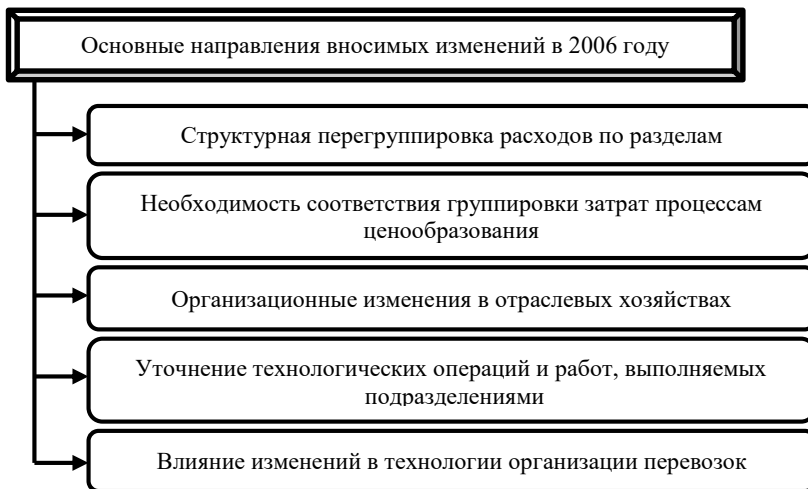 Основные направления вносимых изменений в 2006 году
Структурная перегруппировка расходов по разделам
Необходимость соответствия группировки затрат процессам
ценообразования
Организационные изменения в отраслевых хозяйствах
Уточнение технологических операций и работ, выполняемых
подразделениями
Влияние изменений в технологии организации перевозок